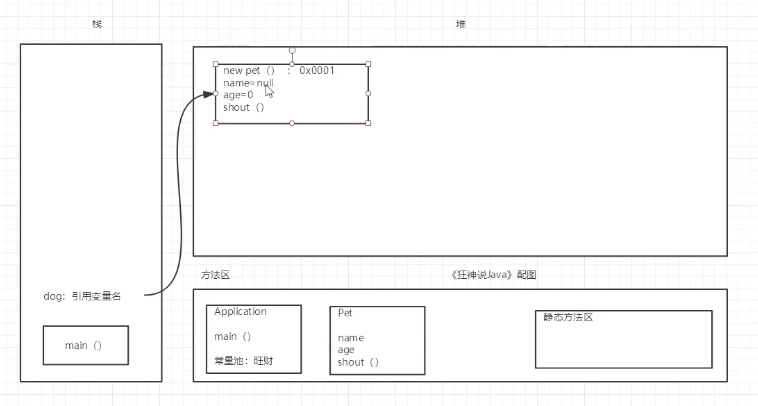 栈
堆
new pet（）： 0x0001
name=null
age=0
shout（）
dog：引用变量名
main（）
方法区
《狂神说Java》配图
Application
main（）
常量池：旺财
Pet
name
age
shout（）
静态方法区